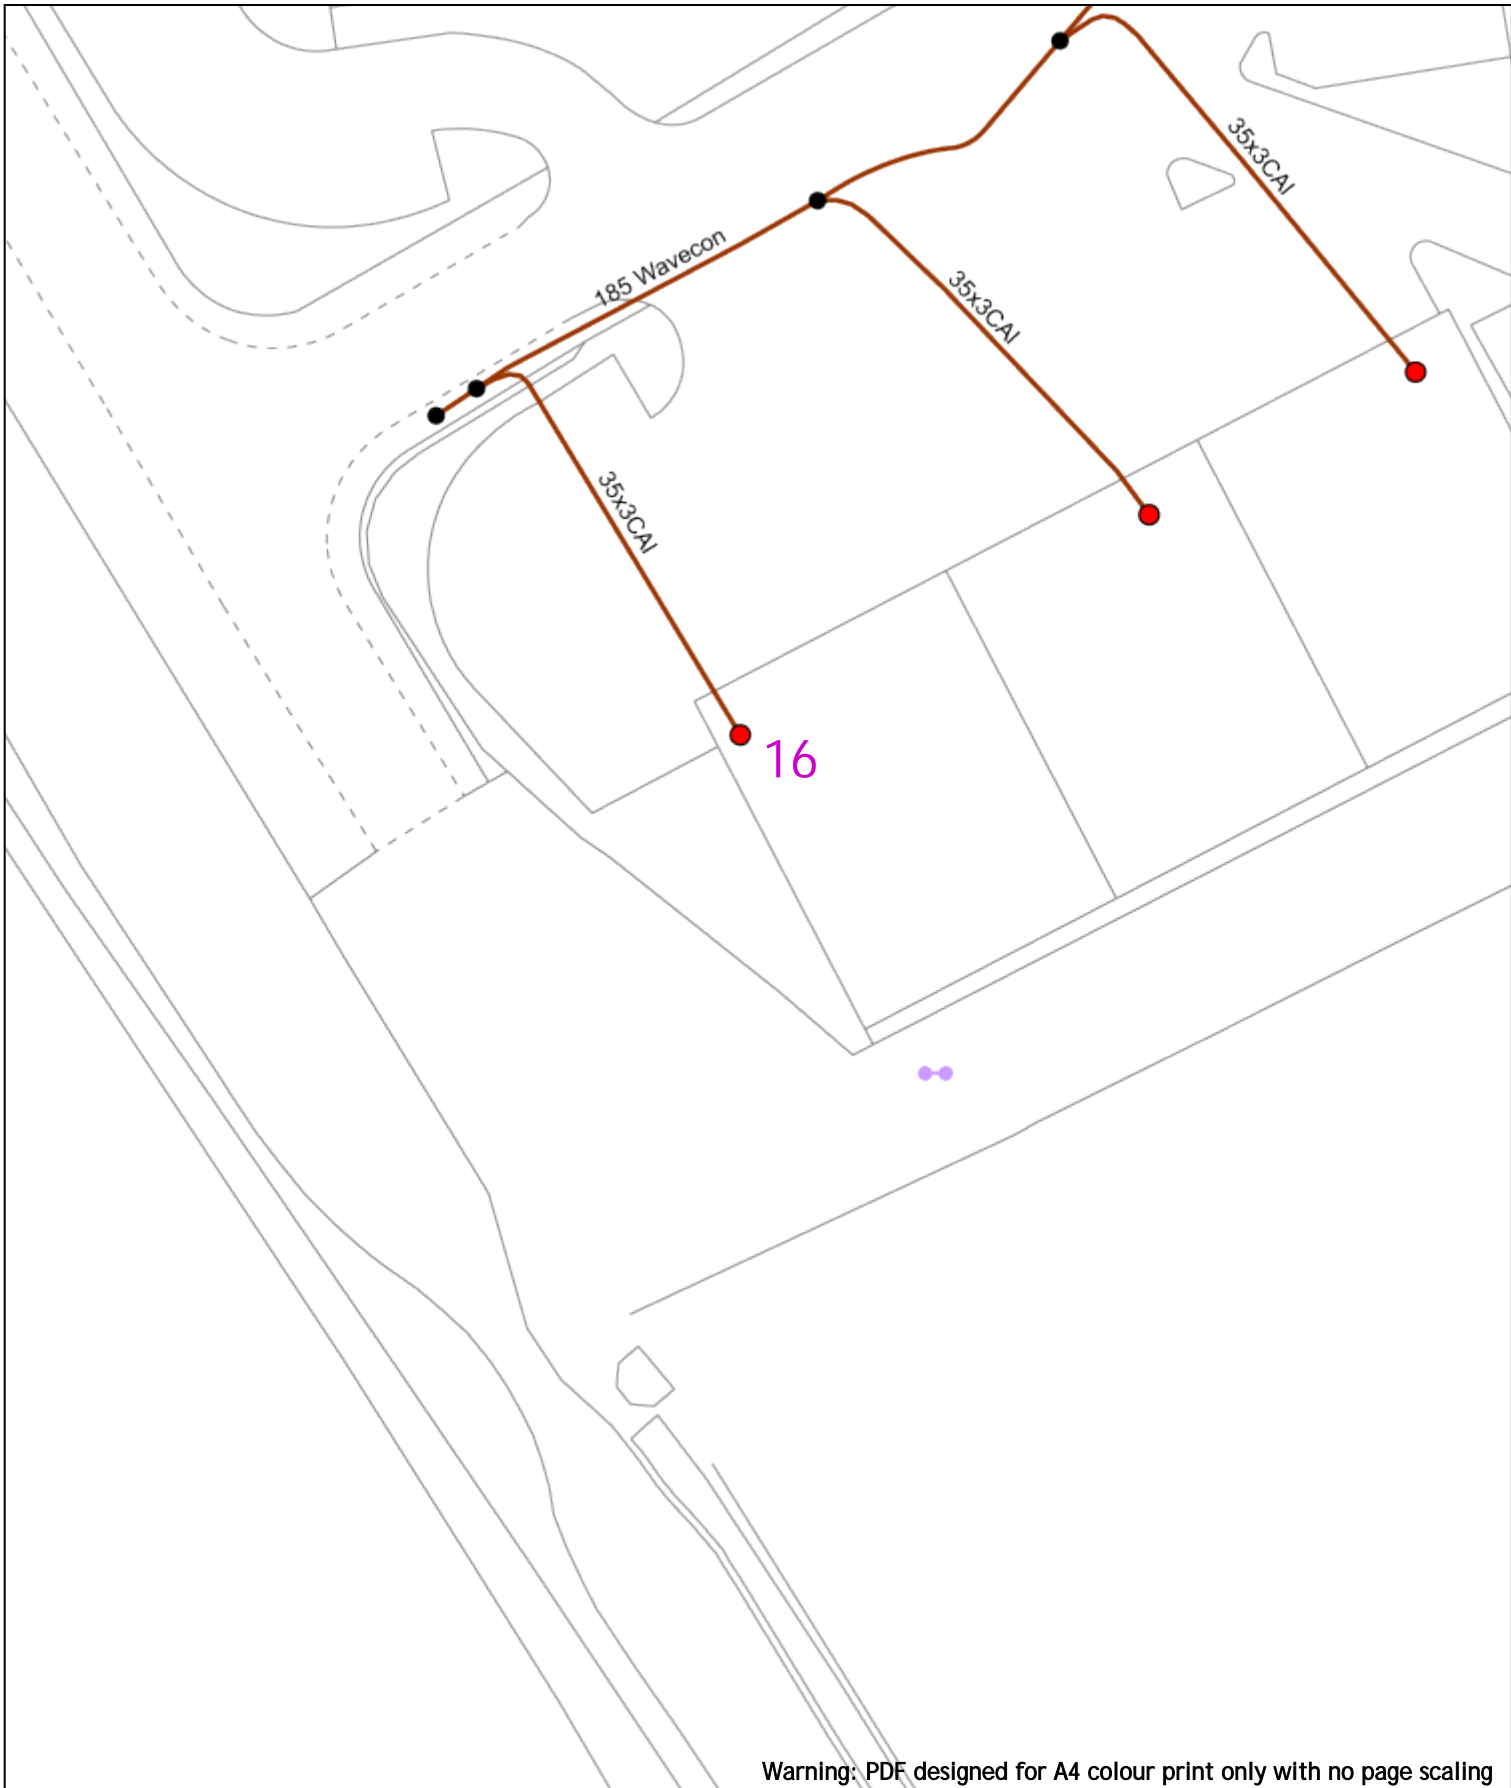 35x3CAl
185 Wavecon
35x3CAl
35x3CAl
16
Warning: PDF designed for A4 colour print only with no page scaling